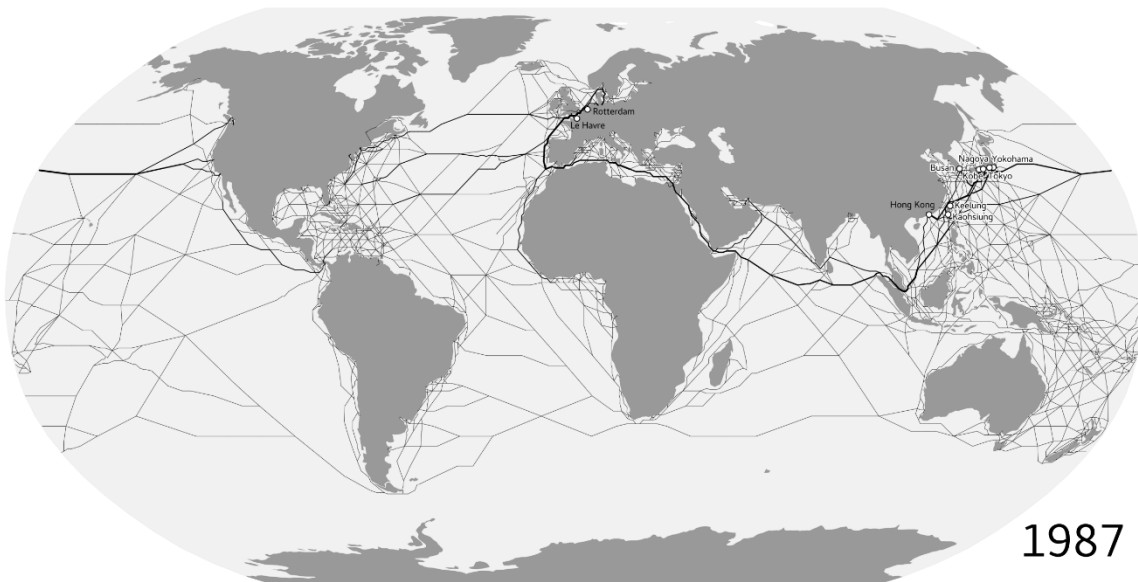 Rotterdam
Le Havre
Nagoya Yokohama
Busan
Kobe Tokyo
Hong Kong
Keelung
Kaohsiung
1987